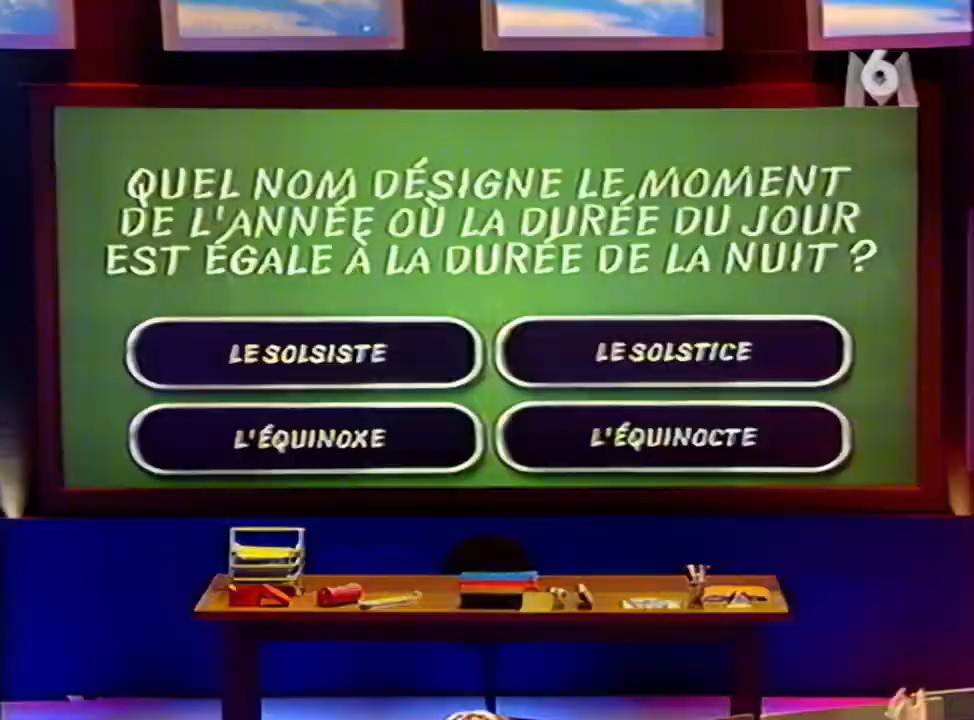 M6
QUEL NOM DÉSIGNE LE MOMENT
DE L'ANNÉE OÙ LA DURÉE DU JOUR
EST ÉGALE À LA DURÉE DE LA NUIT ?
LE SOLSISTE
LE SOLSTICE
L'ÉQUINOXE
L'ÉQUINOCTE